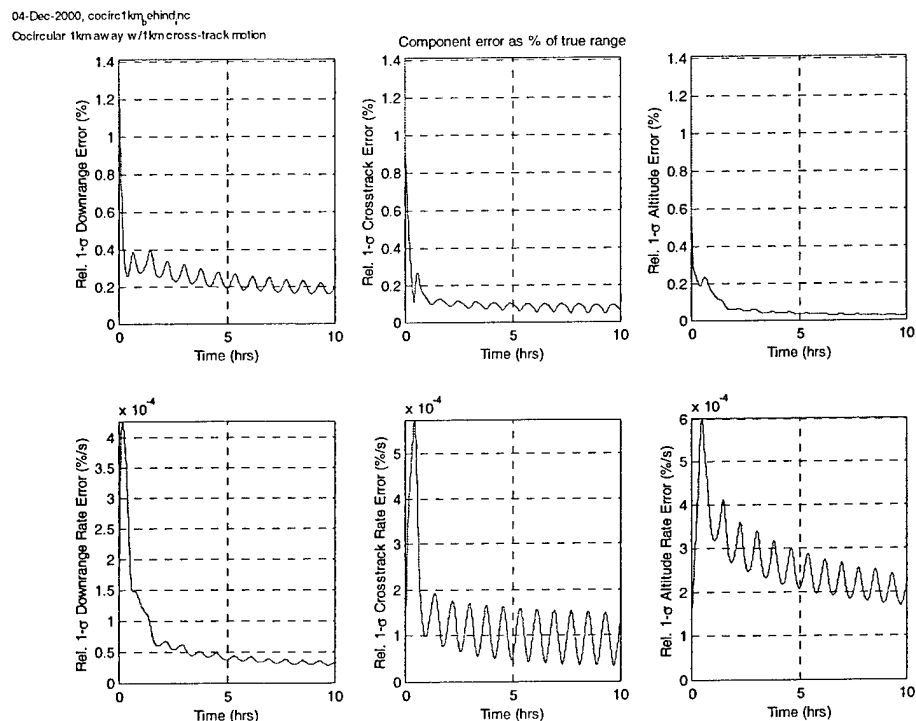 04-Dec-2000, cocirc1km_behind_inc
Cocircular 1km away w/1km cross-track motion
Component error as % of true range
Rel. 1-σ Downrange Error (%)
1.4
1.2
1
0.8
0.6
0.4
0.2
0
0 5 10
Time (hrs)
Rel. 1-σ Crosstrack Error (%)
1.4
1.2
1
0.8
0.6
0.4
0.2
0
0 5 10
Time (hrs)
Rel. 1-σ Altitude Error (%)
1.4
1.2
1
0.8
0.6
0.4
0.2
0
0 5 10
Time (hrs)
x 10⁻⁴
Rel. 1-σ Downrange Rate Error (%/s)
4
3.5
3
2.5
2
1.5
1
0.5
0
0 5 10
Time (hrs)
x 10⁻⁴
Rel. 1-σ Crosstrack Rate Error (%/s)
5
4
3
2
1
0
0 5 10
Time (hrs)
x 10⁻⁴
Rel. 1-σ Altitude Rate Error (%/s)
6
5
4
3
2
1
0
0 5 10
Time (hrs)